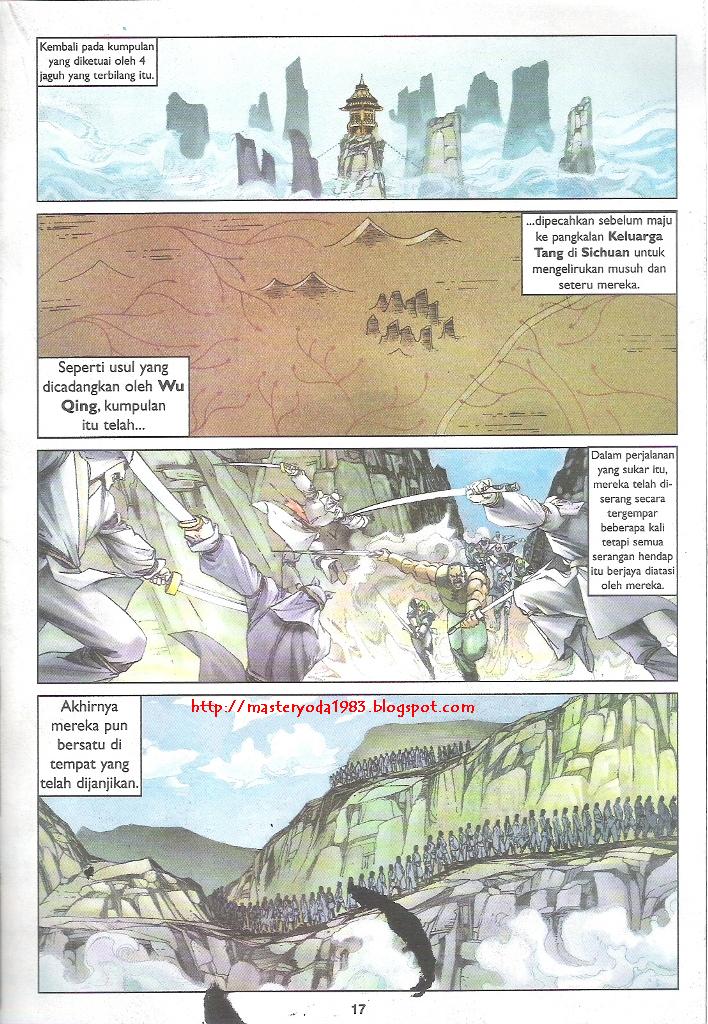 Kembali pada kumpulan
yang diketuai oleh 4
jaguh yang terbilang itu.
Seperti usul yang
dicadangkan oleh Wu
Qing, kumpulan
itu telah...
...dipecahkan sebelum maju
ke pangkalan Keluarga
Tang di Sichuan untuk
mengelirukan musuh dan
seteru mereka.
Dalam perjalanan
yang sukar itu,
mereka telah di-
serang secara
tergempar
beberapa kali
tetapi semua
serangan hendap
itu berjaya diatasi
oleh mereka.
Akhirnya
mereka pun
bersatu di
tempat yang
telah dijanjikan.
http://masteryoda1983.blogspot.com
17